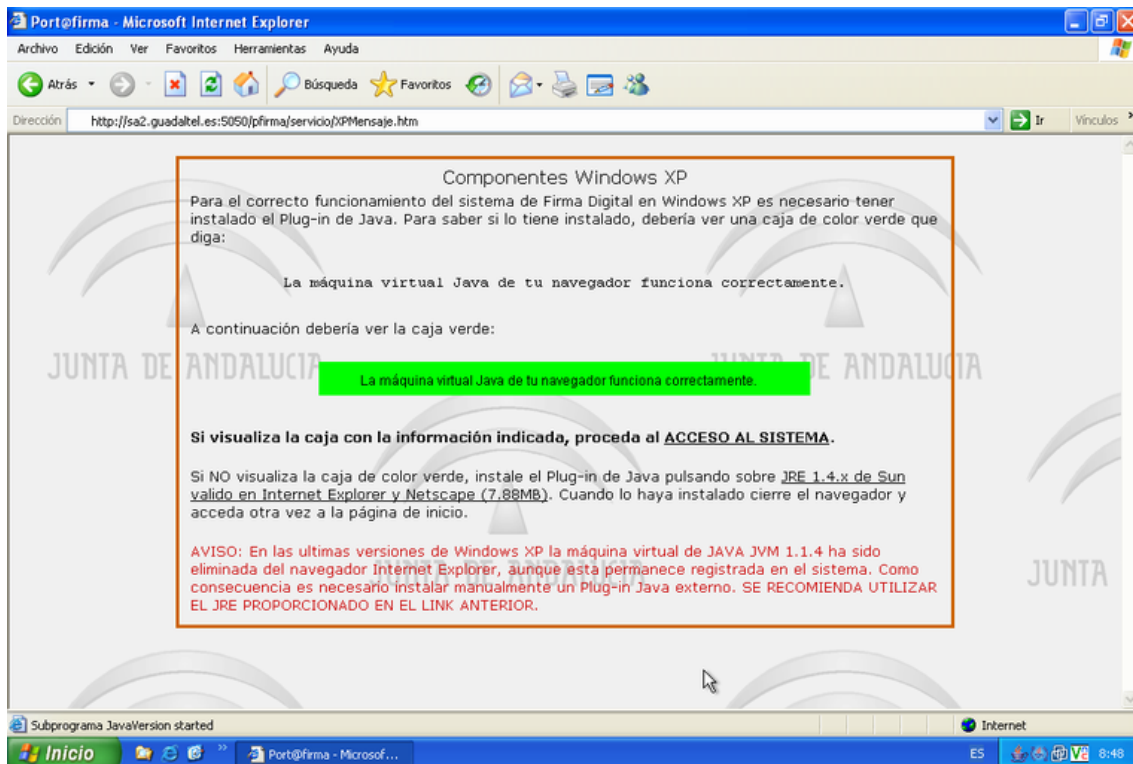 Port@firma - Microsoft Internet Explorer
Archivo Edición Ver Favoritos Herramientas Ayuda
Atrás Búsqueda Favoritos
Dirección http://sa2.guadaltel.es:5050/pfirma/servicio/XPMensaje.htm Ir Vínculos
Componentes Windows XP
Para el correcto funcionamiento del sistema de Firma Digital en Windows XP es necesario tener
instalado el Plug-in de Java. Para saber si lo tiene instalado, debería ver una caja de color verde que
diga:
La máquina virtual Java de tu navegador funciona correctamente.
A continuación debería ver la caja verde:
JUNTA DE ANDALUCIA JUNTA DE ANDALUCIA
La máquina virtual Java de tu navegador funciona correctamente.
Si visualiza la caja con la información indicada, proceda al ACCESO AL SISTEMA.
Si NO visualiza la caja de color verde, instale el Plug-in de Java pulsando sobre JRE 1.4.x de Sun
valido en Internet Explorer y Netscape (7.88MB). Cuando lo haya instalado cierre el navegador y
acceda otra vez a la página de inicio.
AVISO: En las ultimas versiones de Windows XP la máquina virtual de JAVA JVM 1.1.4 ha sido
eliminada del navegador Internet Explorer, aunque esta permanece registrada en el sistema. Como
consecuencia es necesario instalar manualmente un Plug-in Java externo. SE RECOMIENDA UTILIZAR
EL JRE PROPORCIONADO EN EL LINK ANTERIOR.
JUNTA DE ANDALUCIA JUNTA
Subprograma JavaVersion started Internet
Inicio Port@firma - Microsof... ES 8:48